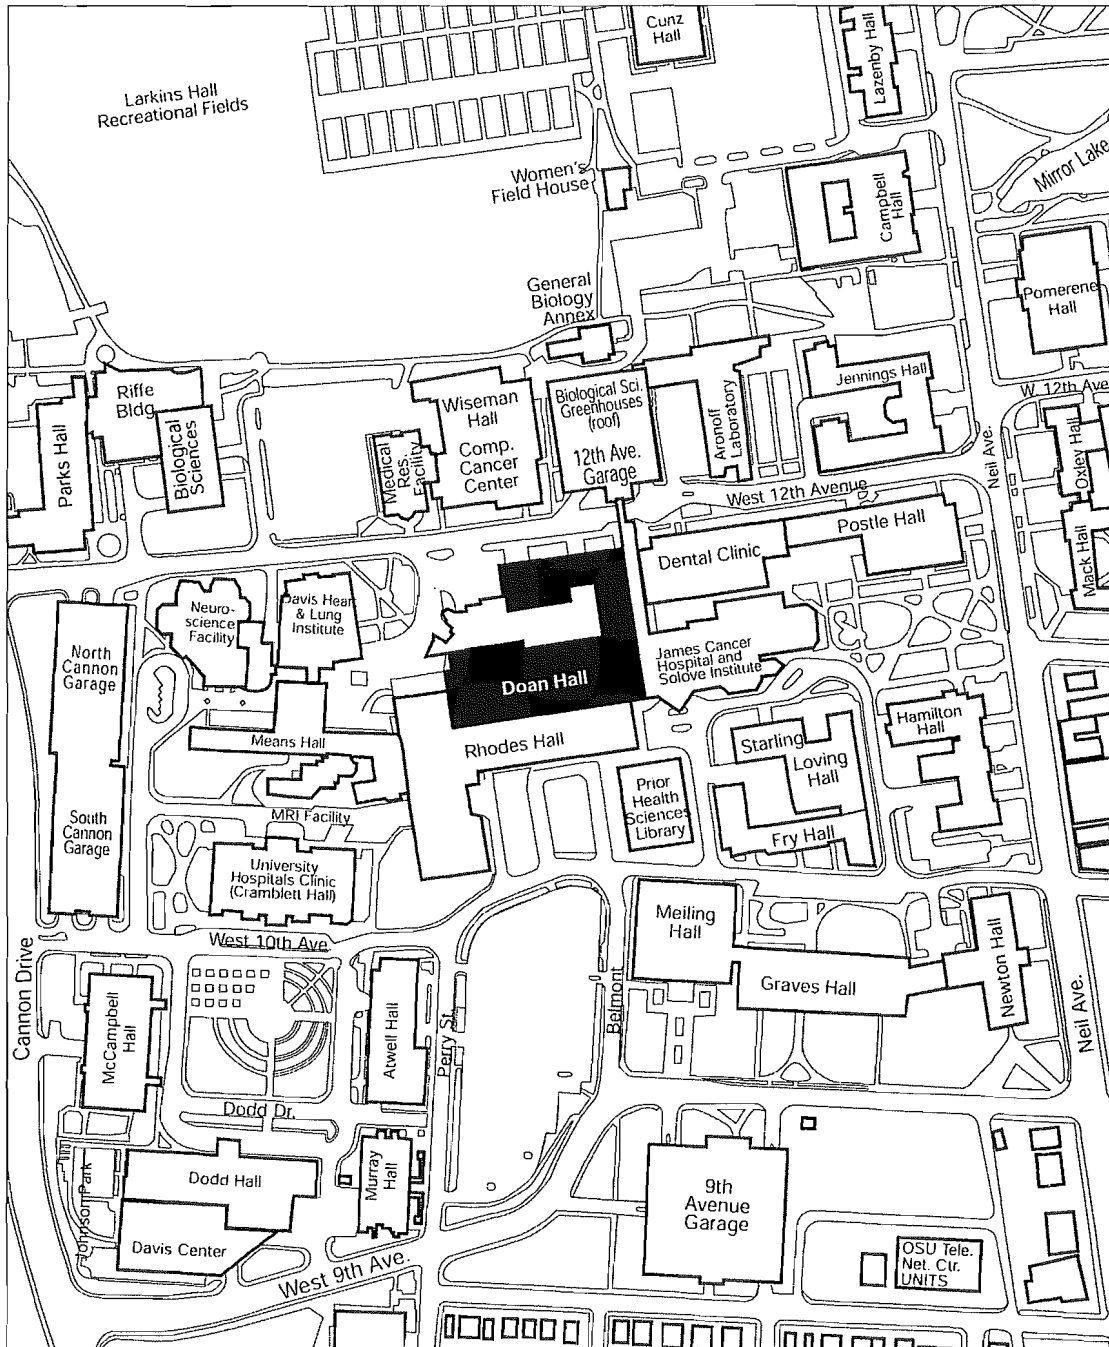 Cunz
Hall
Lazenby Hall
Larkins Hall
Recreational Fields
Women's
Field House
Mirror Lake
Campbell
Hall
General
Biology
Annex
Pomerene
Hall
Riffe
Bldg.
Parks Hall
Biological
Sciences
Wiseman
Hall
Comp.
Cancer
Center
Medical
Res.
Facility
Biological Sci.
Greenhouses
(roof)
12th Ave.
Garage
Aronoff
Laboratory
Jennings Hall
W. 12th Ave
Neil Ave.
Oxley Hall
Mack Hall
West 12th Avenue
Postle Hall
Dental Clinic
Neuro-
science
Facility
Davis Heart
& Lung
Institute
North
Cannon
Garage
James Cancer
Hospital and
Solove Institute
Doan Hall
Rhodes Hall
Means Hall
Starling
Loving
Hall
Hamilton
Hall
Prior
Health
Sciences
Library
Fry Hall
MRI Facility
South
Cannon
Garage
University
Hospitals Clinic
(Cramblett Hall)
West 10th Ave
Meiling
Hall
Graves Hall
Newton Hall
Cannon Drive
McCampbell
Hall
Atwell Hall
Perry St.
Belmont
Neil Ave.
Dodd Dr.
Dodd Hall
Murray
Hall
Johnson Park
Davis Center
West 9th Ave.
9th
Avenue
Garage
OSU Tele.
Net. Ctr.
UNITS